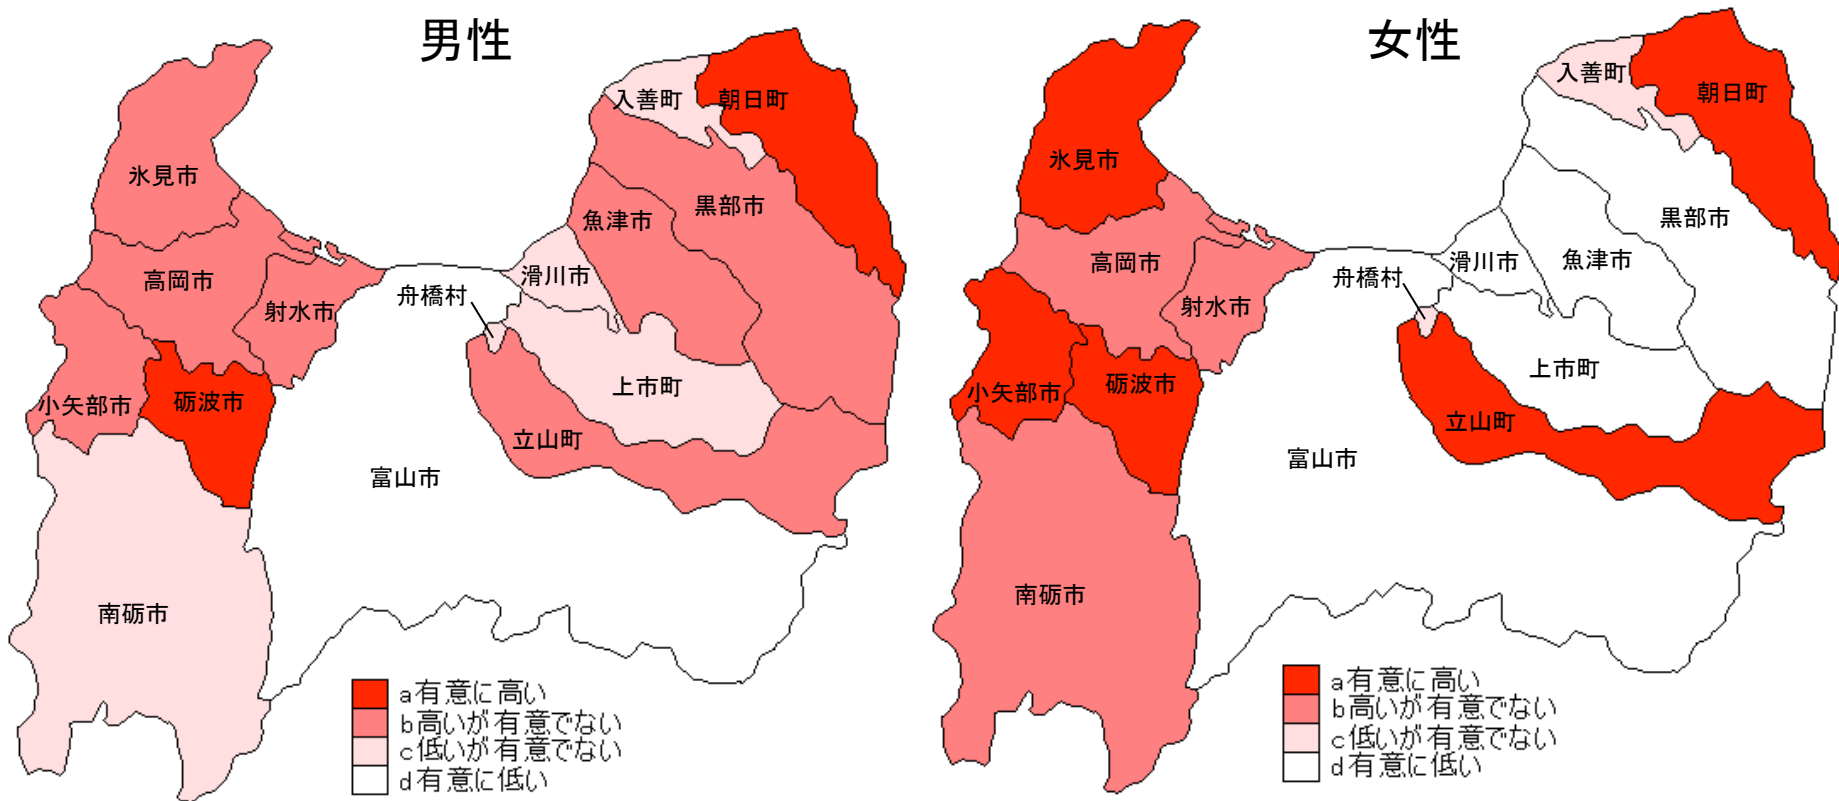 男性
入善町
朝日町
氷見市
黒部市
魚津市
高岡市
滑川市
舟橋村
射水市
上市町
小矢部市
砺波市
立山町
富山市
南砺市
a有意に高い
b高いが有意でない
c低いが有意でない
d有意に低い
女性
入善町
朝日町
氷見市
黒部市
魚津市
高岡市
滑川市
舟橋村
射水市
上市町
砺波市
小矢部市
立山町
富山市
南砺市
a有意に高い
b高いが有意でない
c低いが有意でない
d有意に低い